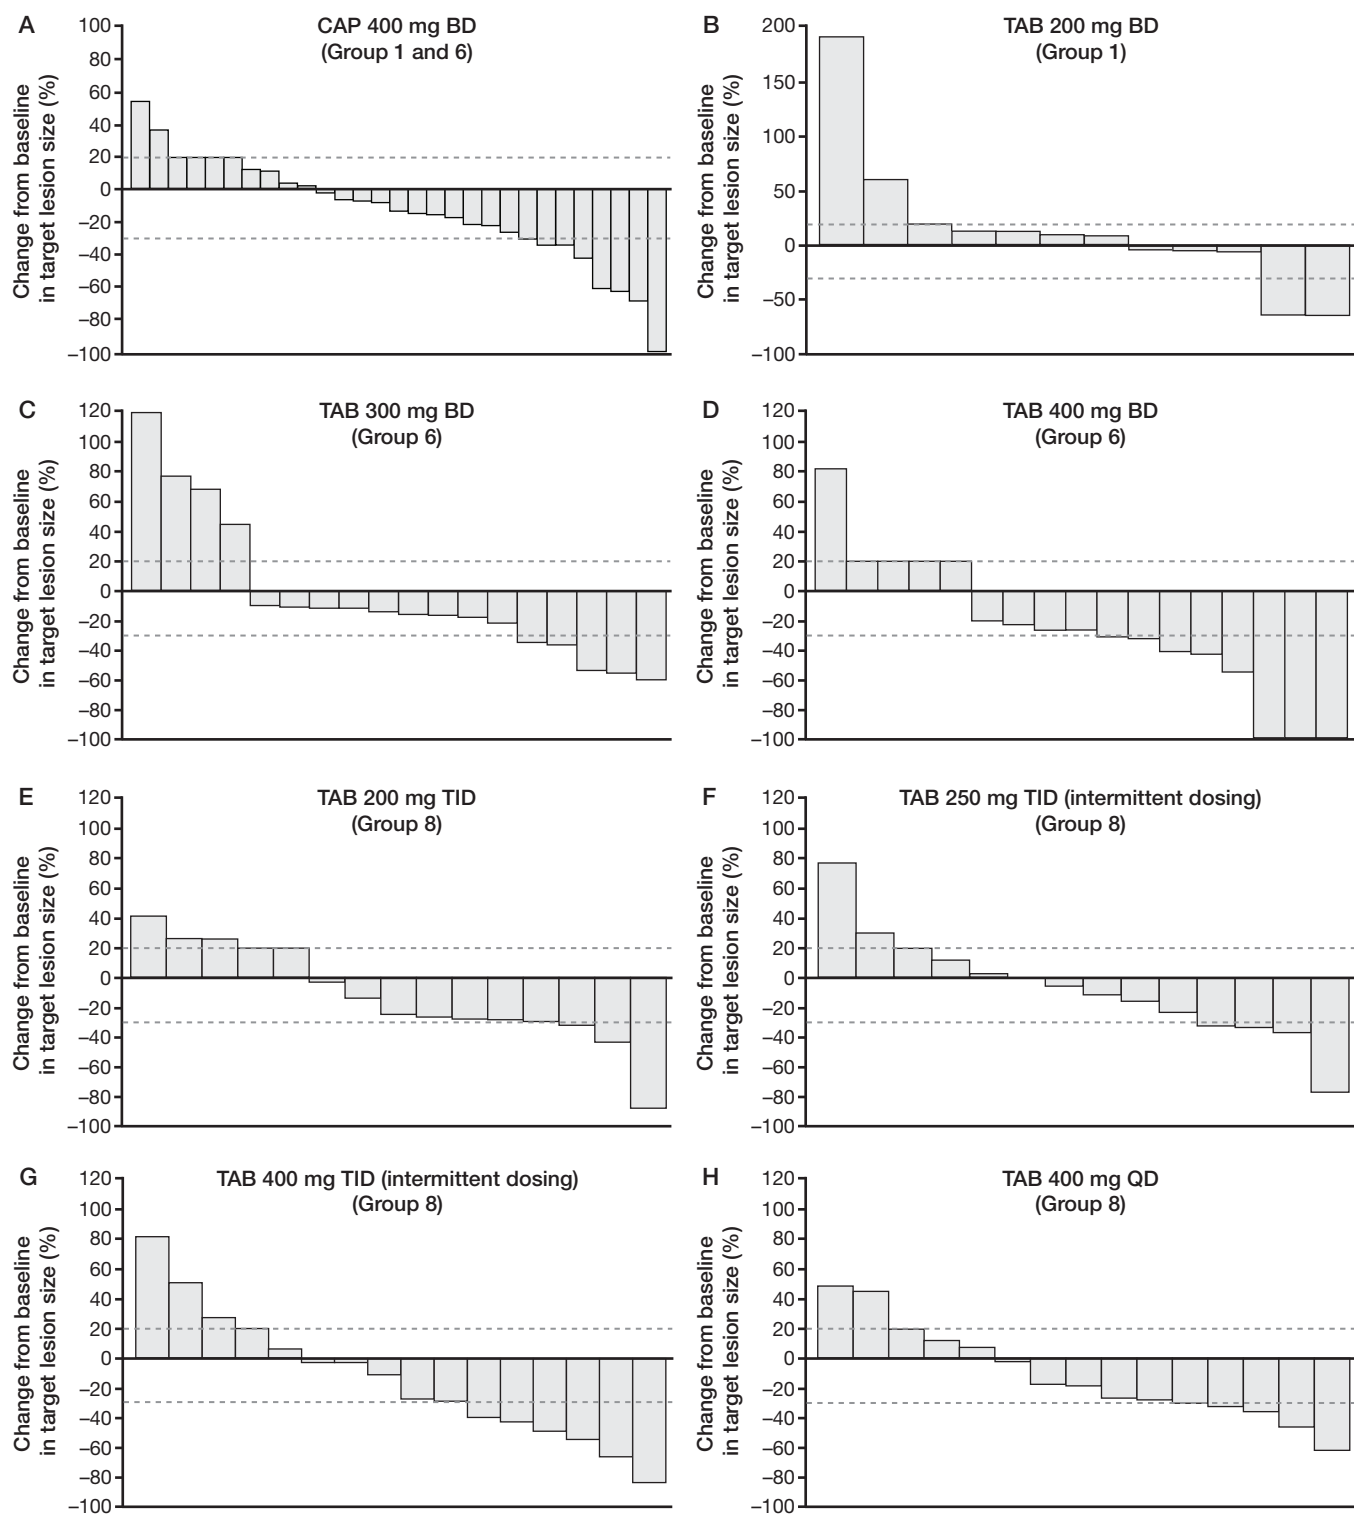 A
CAP 400 mg BD
(Group 1 and 6)
Change from baseline
in target lesion size (%)
100
80
60
40
20
0
−20
−40
−60
−80
−100
B
TAB 200 mg BD
(Group 1)
Change from baseline
in target lesion size (%)
200
150
100
50
0
−50
−100
C
TAB 300 mg BD
(Group 6)
Change from baseline
in target lesion size (%)
120
100
80
60
40
20
0
−20
−40
−60
−80
−100
D
TAB 400 mg BD
(Group 6)
Change from baseline
in target lesion size (%)
120
100
80
60
40
20
0
−20
−40
−60
−80
−100
E
TAB 200 mg TID
(Group 8)
Change from baseline
in target lesion size (%)
120
100
80
60
40
20
0
−20
−40
−60
−80
−100
F
TAB 250 mg TID (intermittent dosing)
(Group 8)
Change from baseline
in target lesion size (%)
120
100
80
60
40
20
0
−20
−40
−60
−80
−100
G
TAB 400 mg TID (intermittent dosing)
(Group 8)
Change from baseline
in target lesion size (%)
120
100
80
60
40
20
0
−20
−40
−60
−80
−100
H
TAB 400 mg QD
(Group 8)
Change from baseline
in target lesion size (%)
120
100
80
60
40
20
0
−20
−40
−60
−80
−100